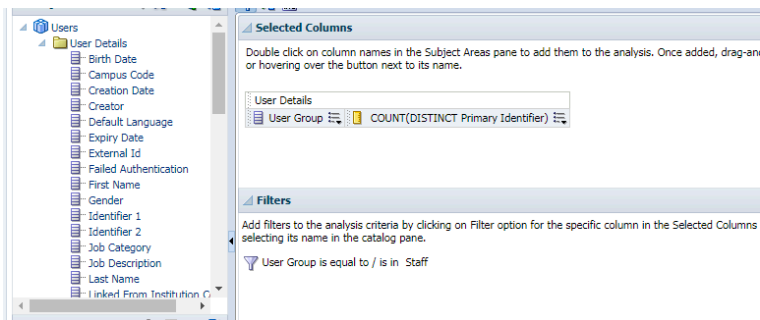 Users
User Details
Birth Date
Campus Code
Creation Date
Creator
Default Language
Expiry Date
External Id
Failed Authentication
First Name
Gender
Identifier 1
Identifier 2
Job Category
Job Description
Last Name
Linked From Institution C
Selected Columns
Double click on column names in the Subject Areas pane to add them to the analysis. Once added, drag-and
or hovering over the button next to its name.
User Details
User Group COUNT(DISTINCT Primary Identifier)
Filters
Add filters to the analysis criteria by clicking on Filter option for the specific column in the Selected Columns
selecting its name in the catalog pane.
User Group is equal to / is in Staff